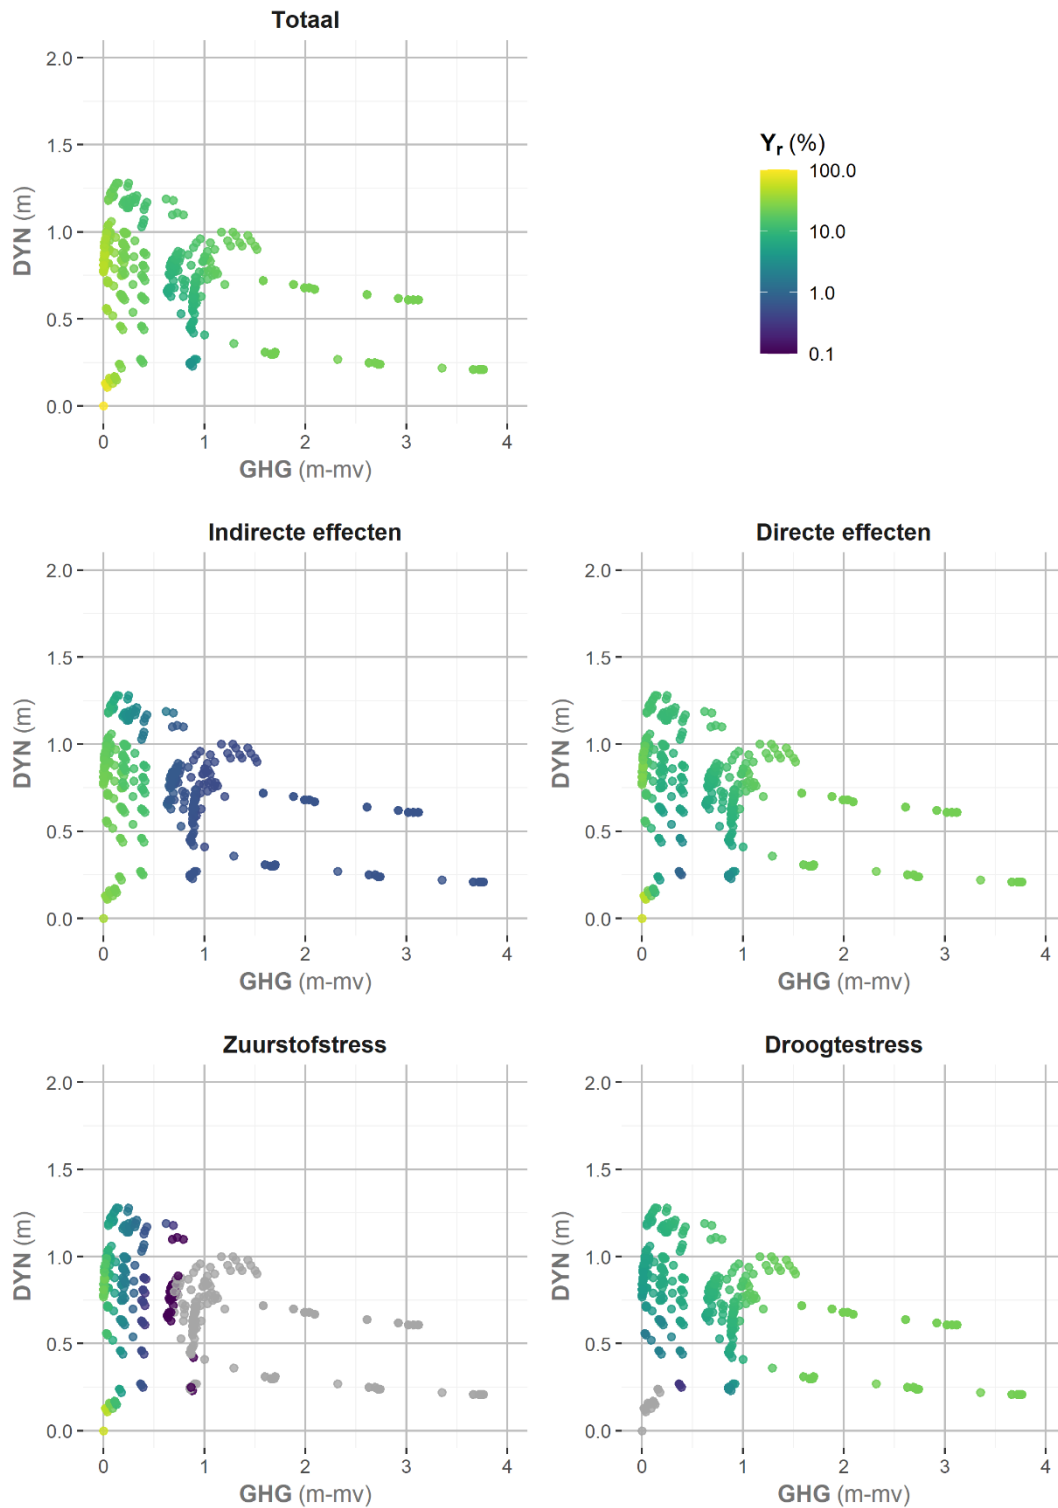 Totaal
2.0
1.5
1.0
0.5
0.0
DYN (m)
0 1 2 3 4
GHG (m-mv)
Yr (%)
100.0
10.0
1.0
0.1
Indirecte effecten
2.0
1.5
1.0
0.5
0.0
DYN (m)
0 1 2 3 4
GHG (m-mv)
Directe effecten
2.0
1.5
1.0
0.5
0.0
DYN (m)
0 1 2 3 4
GHG (m-mv)
Zuurstofstress
2.0
1.5
1.0
0.5
0.0
DYN (m)
0 1 2 3 4
GHG (m-mv)
Droogtestress
2.0
1.5
1.0
0.5
0.0
DYN (m)
0 1 2 3 4
GHG (m-mv)